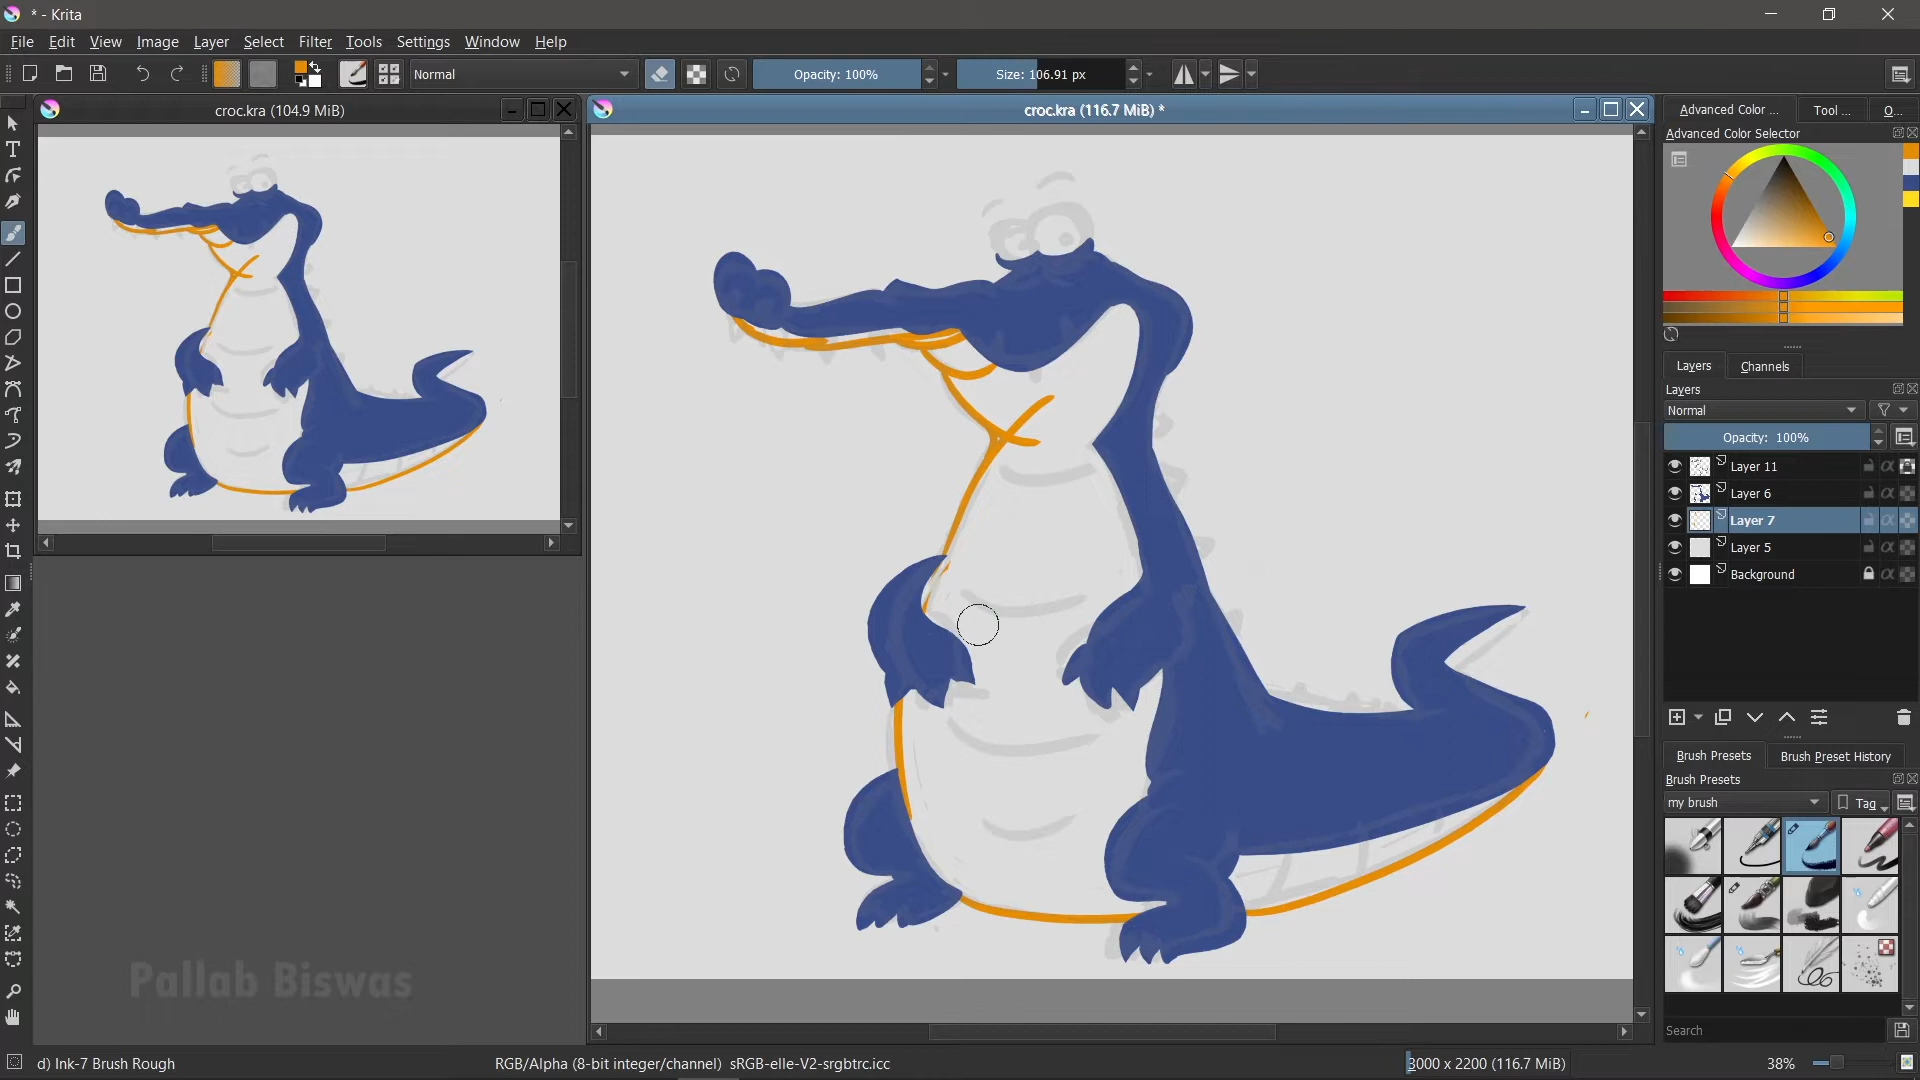 * - Krita
File Edit View Image Layer Select Filter Tools Settings Window Help
Normal
Opacity: 100%
Size: 106.91 px
croc.kra (104.9 MiB)
croc.kra (116.7 MiB) *
Advanced Color ... Tool ... O...
Advanced Color Selector
Layers Channels
Layers
Normal
Opacity: 100%
Layer 11
Layer 6
Layer 7
Layer 5
Background
Brush Presets Brush Preset History
Brush Presets
my brush
Tag
Search
Pallab Biswas
d) Ink-7 Brush Rough
RGB/Alpha (8-bit integer/channel) sRGB-elle-V2-srgbtrc.icc
3000 x 2200 (116.7 MiB)
38%